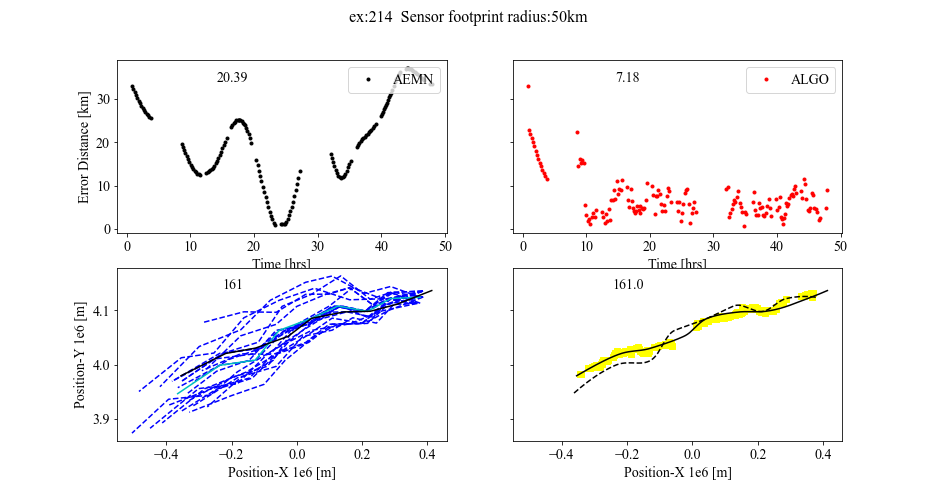 ex:214  Sensor footprint radius:50km
20.39
AEMN
Error Distance [km]
30
20
10
0
0 10 20 30 40 50
Time [hrs]
7.18
ALGO
0 10 20 30 40 50
Time [hrs]
161
Position-Y 1e6 [m]
4.1
4.0
3.9
−0.4 −0.2 0.0 0.2 0.4
Position-X 1e6 [m]
161.0
−0.4 −0.2 0.0 0.2 0.4
Position-X 1e6 [m]